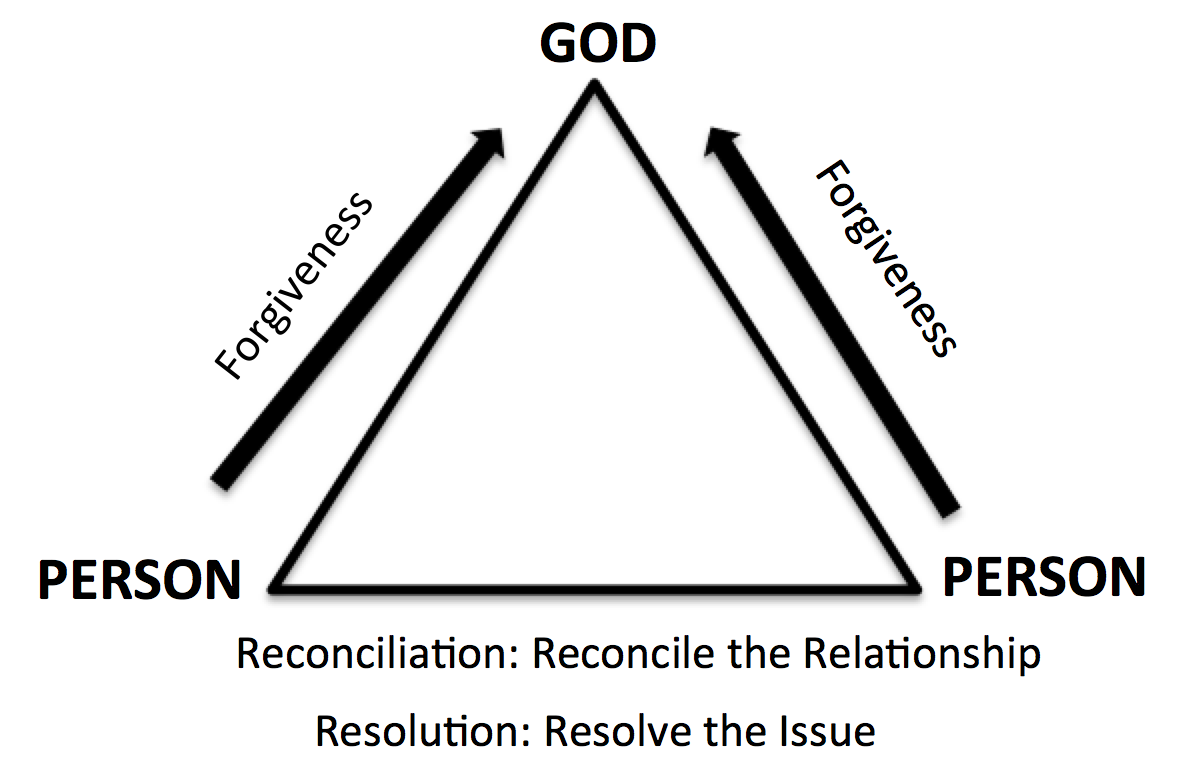 GOD
Forgiveness
Forgiveness
PERSON
PERSON
Reconciliation: Reconcile the Relationship
Resolution: Resolve the Issue